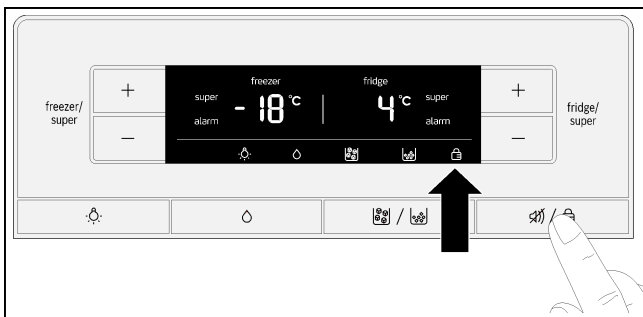 freezer fridge
freezer/
super
+
−
super
alarm
-18 °C
4 °C
super
alarm
+
−
fridge/
super
/
/